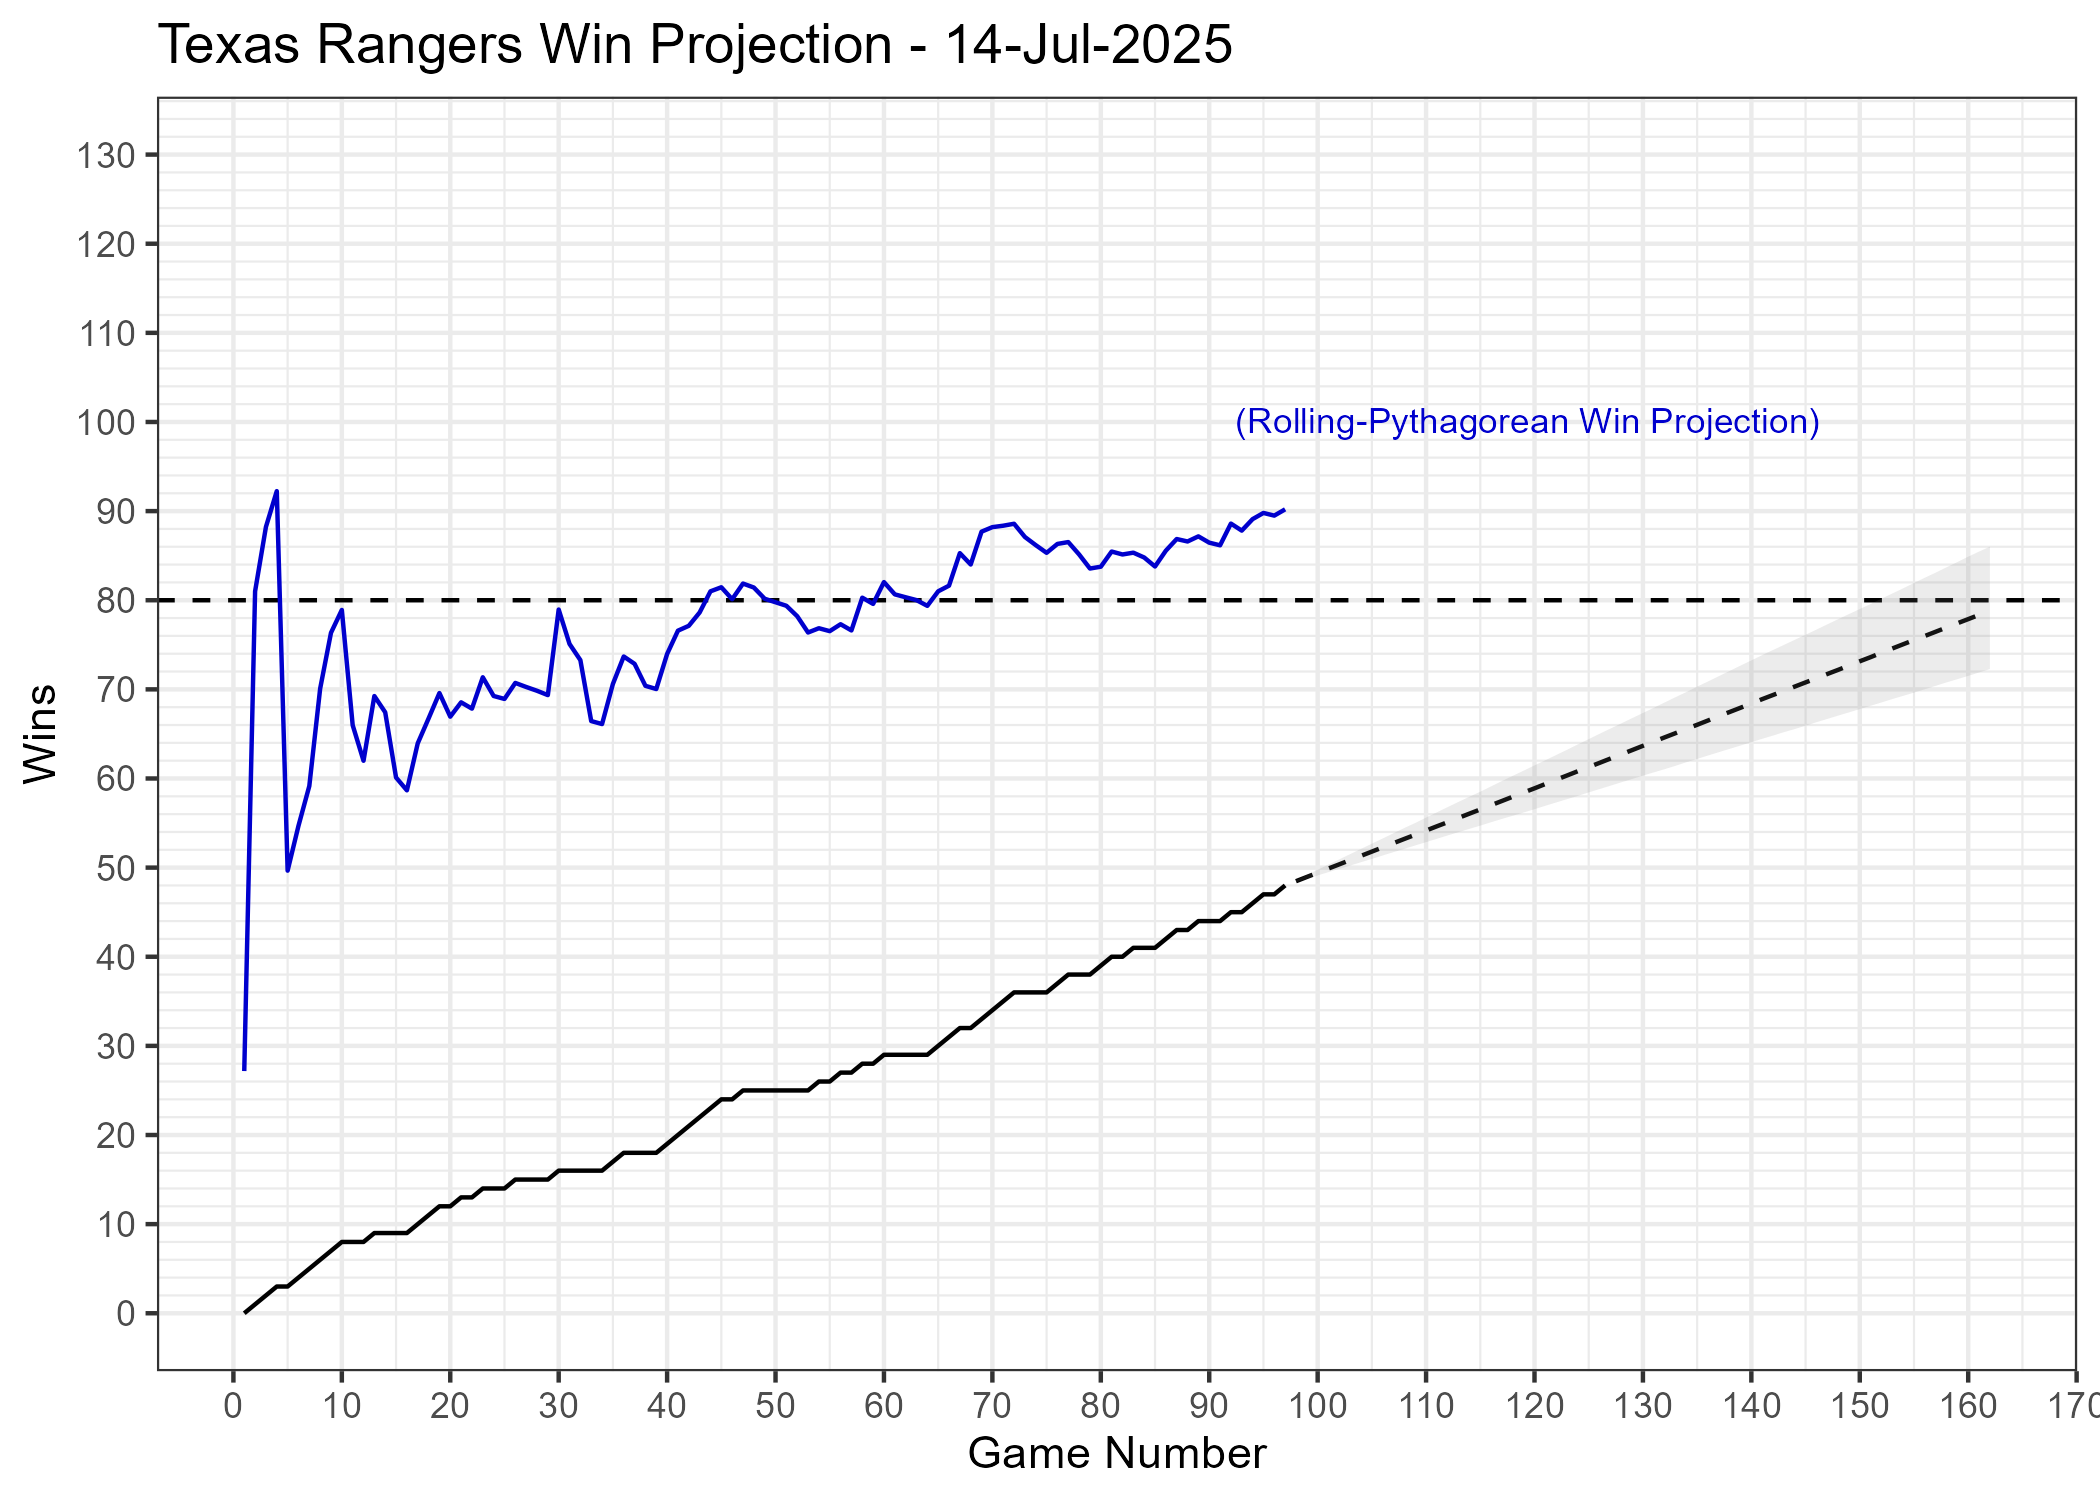 Texas Rangers Win Projection - 14-Jul-2025
130
120
110
100
(Rolling-Pythagorean Win Projection)
90
80
70
60
50
40
30
20
10
0
Wins
0 10 20 30 40 50 60 70 80 90 100 110 120 130 140 150 160 170
Game Number